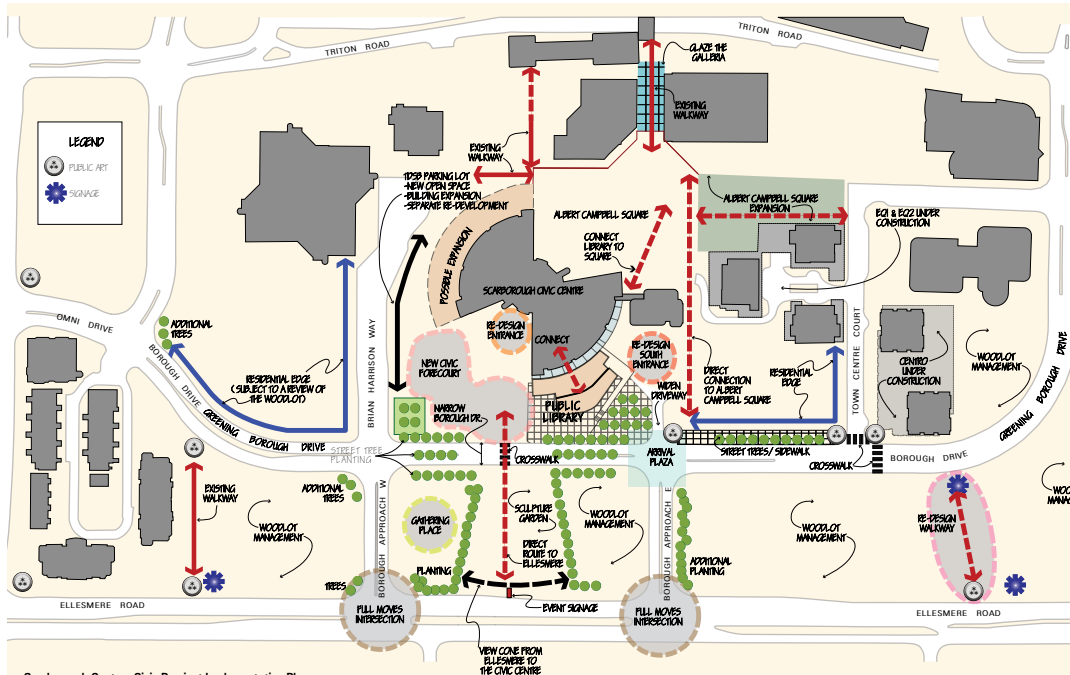 TRITON ROAD
TRITON ROAD
GLAZE THE
GALLERIA
EXISTING
WALKWAY
LEGEND
PUBLIC ART
SIGNAGE
EXISTING
WALKWAY
TDSB PARKING LOT
-NEW OPEN SPACE
-BUILDING EXPANSION
-SEPARATE RE-DEVELOPMENT
ALBERT CAMPBELL SQUARE
ALBERT CAMPBELL SQUARE
EXPANSION
EQ1 & EQ2 UNDER
CONSTRUCTION
CONNECT
LIBRARY TO
SQUARE
POSSIBLE EXPANSION
SCARBOROUGH CIVIC CENTRE
OMNI DRIVE
ADDITIONAL
TREES
RE-DESIGN
ENTRANCE
CONNECT
RE-DESIGN
SOUTH
ENTRANCE
BRIAN HARRISON WAY
NEW CIVIC
FORECOURT
RESIDENTIAL EDGE
( SUBJECT TO A REVIEW OF
THE WOODLOT)
DIRECT
CONNECTION
TO ALBERT
CAMPBELL SQUARE
RESIDENTIAL
EDGE
TOWN CENTRE COURT
CENTRO
UNDER
CONSTRUCTION
WOODLOT
MANAGEMENT
BOROUGH DRIVE
GREENING BOROUGH DRIVE
GREENING BOROUGH DRIVE
WIDEN
DRIVEWAY
PUBLIC
LIBRARY
NARROW
BOROUGH DR.
STREET TREE
PLANTING
CROSSWALK
ARRIVAL
PLAZA
STREET TREES/ SIDEWALK
CROSSWALK
BOROUGH DRIVE
EXISTING
WALKWAY
ADDITIONAL
TREES
WOODLOT
MANAGEMENT
BOROUGH APPROACH W
GATHERING
PLACE
SCULPTURE
GARDEN
WOODLOT
MANAGEMENT
DIRECT
ROUTE TO
ELLESMERE
BOROUGH APPROACH E
WOODLOT
MANAGEMENT
RE-DESIGN
WALKWAY
WOODLOT
ADDITIONAL
PLANTING
PLANTING
TREES
ELLESMERE ROAD
FULL MOVES
INTERSECTION
EVENT SIGNAGE
FULL MOVES
INTERSECTION
ELLESMERE ROAD
VIEW CONE FROM
ELLESMERE TO
THE CIVIC CENTRE